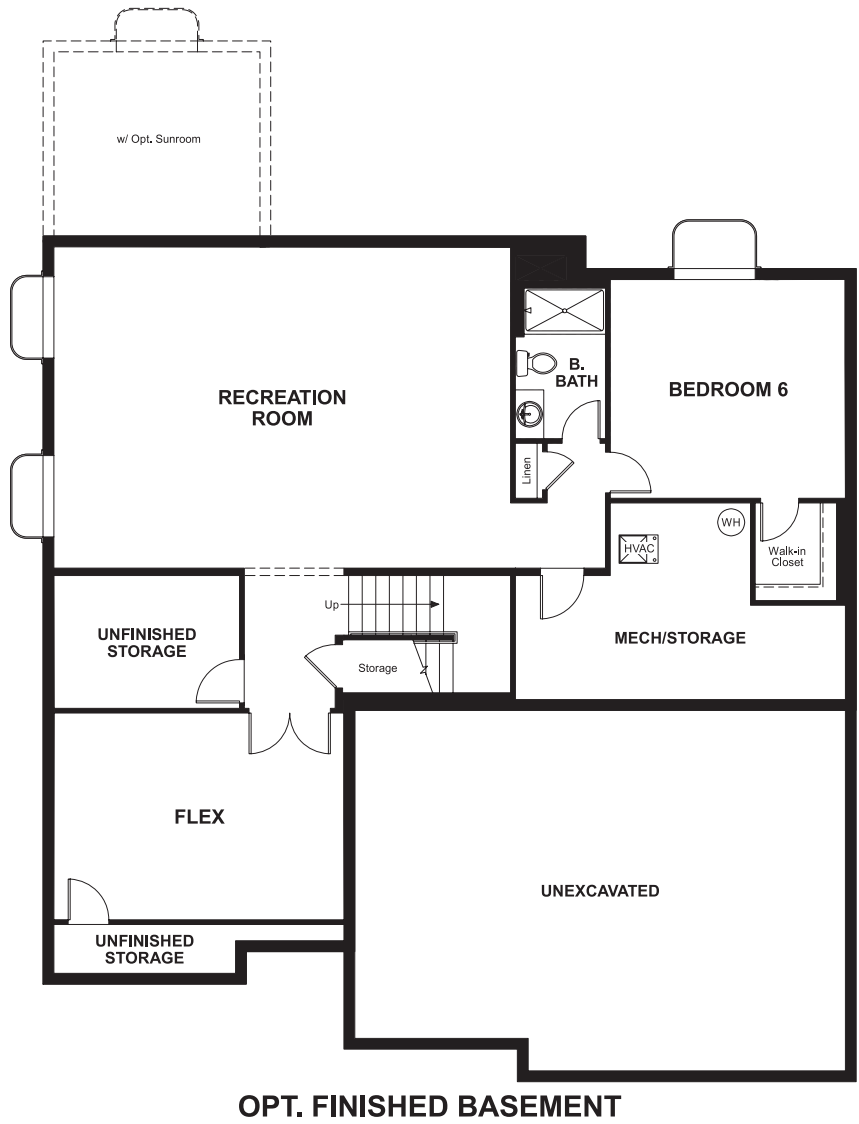 w/ Opt. Sunroom
RECREATION
ROOM
B.
BATH
BEDROOM 6
Linen
WH
HVAC
Walk-in
Closet
Up
UNFINISHED
STORAGE
MECH/STORAGE
Storage
FLEX
UNEXCAVATED
UNFINISHED
STORAGE
OPT. FINISHED BASEMENT